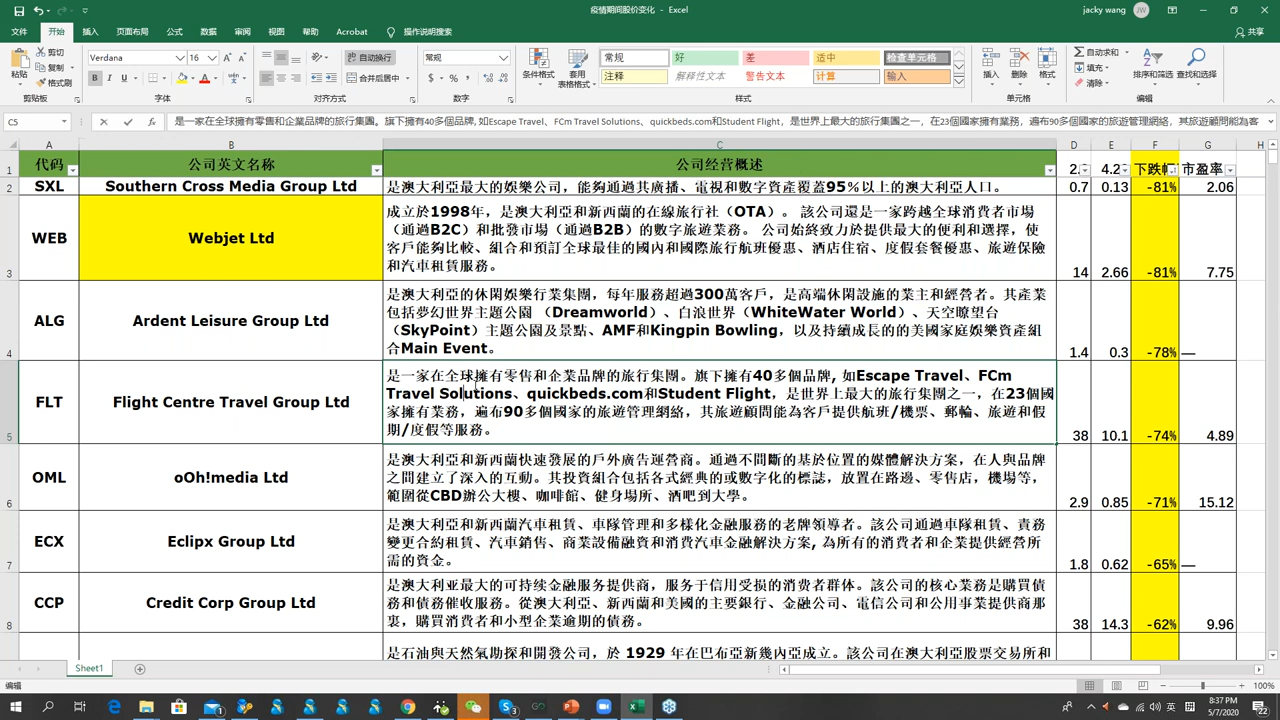 疫情期间股价变化 - Excel
jacky wang
JW
文件 开始 插入 页面布局 公式 数据 审阅 视图 帮助 Acrobat 操作说明搜索 共享
粘贴 剪切 复制 格式刷 剪贴板
Verdana 16 B I U 字体
自动换行 合并后居中 对齐方式
常规 数字
条件格式 套用表格格式 常规 好 差 适中 检查单元格
注释 解释性文本 警告文本 计算 输入 样式
插入 删除 格式 单元格
自动求和 填充 清除 排序和筛选 查找和选择 编辑
C5 fx 是一家在全球擁有零售和企業品牌的旅行集團。旗下擁有40多個品牌, 如Escape Travel、FCm Travel Solutions、quickbeds.com和Student Flight，是世界上最大的旅行集團之一，在23個國家擁有業務，遍布90多個國家的旅遊管理網絡，其旅遊顧問能為客
A B C D E F G H
1 代码 公司英文名称 公司经营概述 2. 4.2 下跌幅 市盈率
2 SXL Southern Cross Media Group Ltd 是澳大利亞最大的娛樂公司，能夠通過其廣播、電視和數字資產覆蓋95%以上的澳大利亞人口。 0.7 0.13 -81% 2.06
3 WEB Webjet Ltd 成立於1998年，是澳大利亞和新西蘭的在線旅行社（OTA）。 該公司還是一家跨越全球消費者市場
（通過B2C）和批發市場（通過B2B）的數字旅遊業務。 公司始終致力於提供最大的便利和選擇，使
客戶能夠比較、組合和預訂全球最佳的國內和國際旅行航班優惠、酒店住宿、度假套餐優惠、旅遊保險
和汽車租賃服務。 14 2.66 -81% 7.75
4 ALG Ardent Leisure Group Ltd 是澳大利亞的休閑娛樂行業集團，每年服務超過300萬客戶，是高端休閑設施的業主和經營者。其產業
包括夢幻世界主題公園 （Dreamworld）、白浪世界（WhiteWater World）、天空瞭望台
（SkyPoint）主題公園及景點、AMF和Kingpin Bowling，以及持續成長的的美國家庭娛樂資產組
合Main Event。 1.4 0.3 -78% —
5 FLT Flight Centre Travel Group Ltd 是一家在全球擁有零售和企業品牌的旅行集團。旗下擁有40多個品牌, 如Escape Travel、FCm
Travel Solutions、quickbeds.com和Student Flight，是世界上最大的旅行集團之一，在23個國
家擁有業務，遍布90多個國家的旅遊管理網絡，其旅遊顧問能為客戶提供航班/機票、郵輪、旅遊和假
期/度假等服務。 38 10.1 -74% 4.89
6 OML oOh!media Ltd 是澳大利亞和新西蘭快速發展的戶外廣告運營商。通過不間斷的基於位置的媒體解決方案，在人與品牌
之間建立了深入的互動。其投資組合包括各式經典的或數字化的標誌，放置在路邊、零售店，機場等，
範圍從CBD辦公大樓、咖啡館、健身場所、酒吧到大學。 2.9 0.85 -71% 15.12
7 ECX Eclipx Group Ltd 是澳大利亞和新西蘭汽車租賃、車隊管理和多樣化金融服務的老牌領導者。該公司通過車隊租賃、責務
變更合約租賃、汽車銷售、商業設備融資和消費汽車金融解決方案, 為所有的消費者和企業提供經營所
需的資金。 1.8 0.62 -65% —
8 CCP Credit Corp Group Ltd 是澳大利亚最大的可持续金融服务提供商，服务于信用受损的消费者群体。該公司的核心業務是購買債
務和債務催收服務。從澳大利亞、新西蘭和美國的主要銀行、金融公司、電信公司和公用事業提供商那
裏，購買消費者和小型企業逾期的債務。 38 14.3 -62% 9.96
是石油與天然氣勘探和開發公司，於 1929 年在巴布亞新幾內亞成立。該公司在澳大利亞股票交易所和
Sheet1
编辑 100%
8:37 PM
5/7/2020
英
22